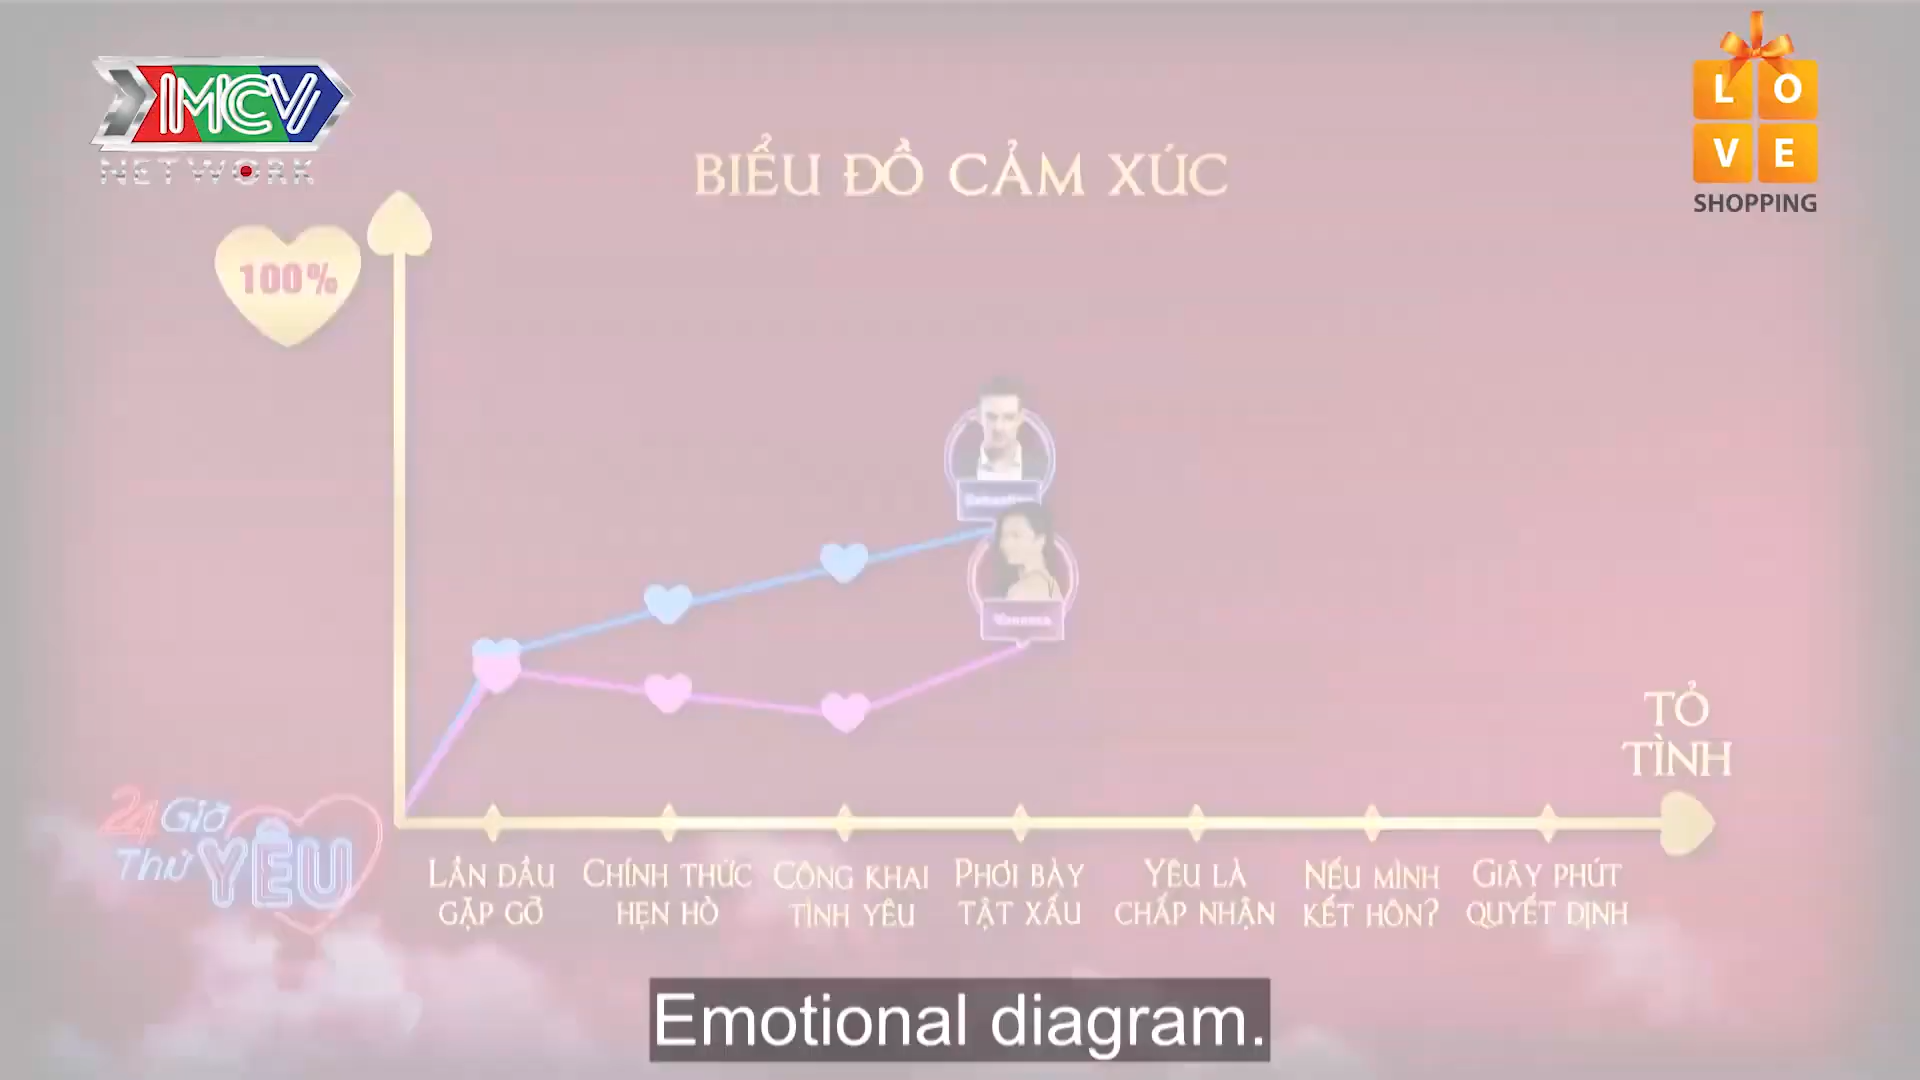 MCV
NETWORK
L O
V E
SHOPPING
BIỂU ĐỒ CẢM XÚC
100%
Vanessa
TỎ
TÌNH
24 Giờ
Thử YÊU
LẦN ĐẦU
GẶP GỠ
CHÍNH THỨC
HẸN HÒ
CÔNG KHAI
TÌNH YÊU
PHƠI BÀY
TẬT XẤU
YÊU LÀ
CHẤP NHẬN
NẾU MÌNH
KẾT HÔN?
GIÂY PHÚT
QUYẾT ĐỊNH
Emotional diagram.